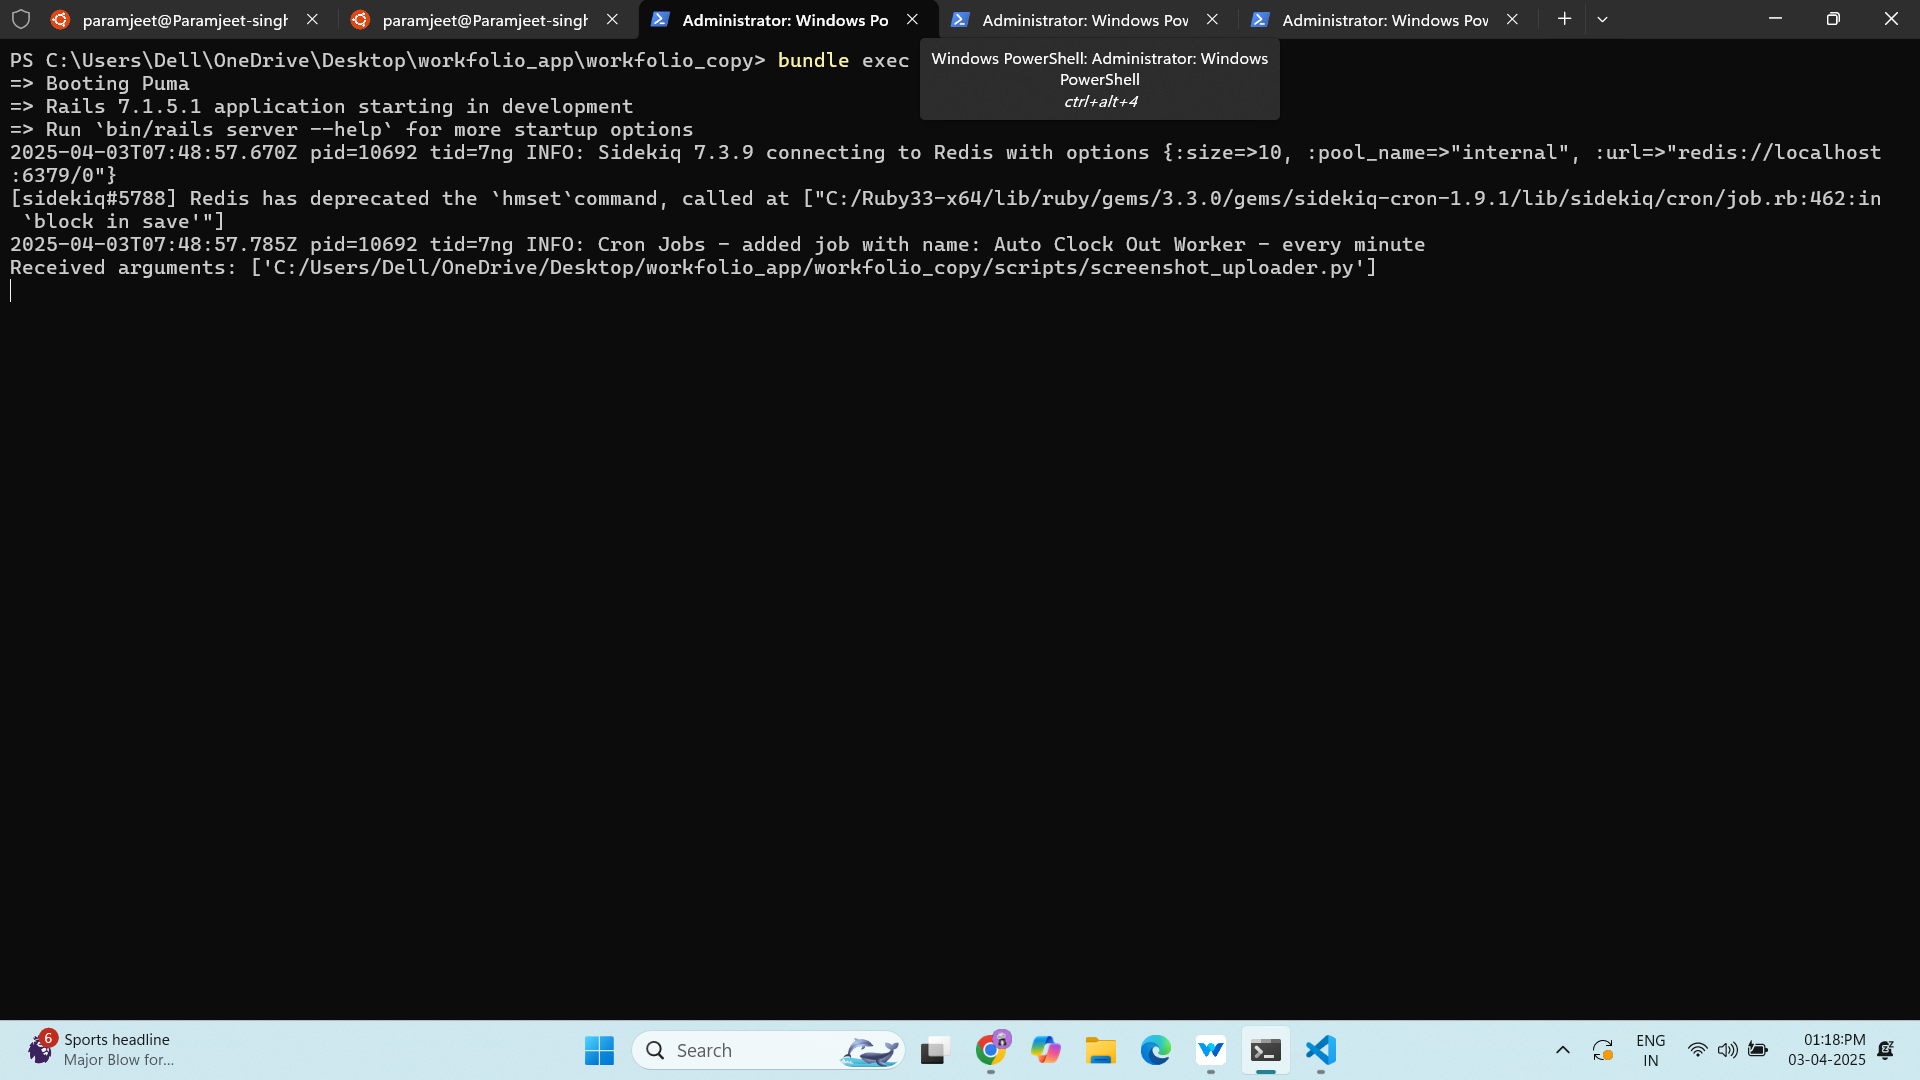 paramjeet@Paramjeet-singh
paramjeet@Paramjeet-singh
Administrator: Windows Po
Administrator: Windows Pov
Administrator: Windows Pov
PS C:\Users\Dell\OneDrive\Desktop\workfolio_app\workfolio_copy> bundle exec
Windows PowerShell: Administrator: Windows
PowerShell
ctrl+alt+4
=> Booting Puma
=> Rails 7.1.5.1 application starting in development
=> Run `bin/rails server --help` for more startup options
2025-04-03T07:48:57.670Z pid=10692 tid=7ng INFO: Sidekiq 7.3.9 connecting to Redis with options {:size=>10, :pool_name=>"internal", :url=>"redis://localhost
:6379/0"}
[sidekiq#5788] Redis has deprecated the `hmset`command, called at ["C:/Ruby33-x64/lib/ruby/gems/3.3.0/gems/sidekiq-cron-1.9.1/lib/sidekiq/cron/job.rb:462:in
 `block in save'"]
2025-04-03T07:48:57.785Z pid=10692 tid=7ng INFO: Cron Jobs - added job with name: Auto Clock Out Worker - every minute
Received arguments: ['C:/Users/Dell/OneDrive/Desktop/workfolio_app/workfolio_copy/scripts/screenshot_uploader.py']
6
Sports headline
Major Blow for...
Search
ENG
IN
01:18:PM
03-04-2025